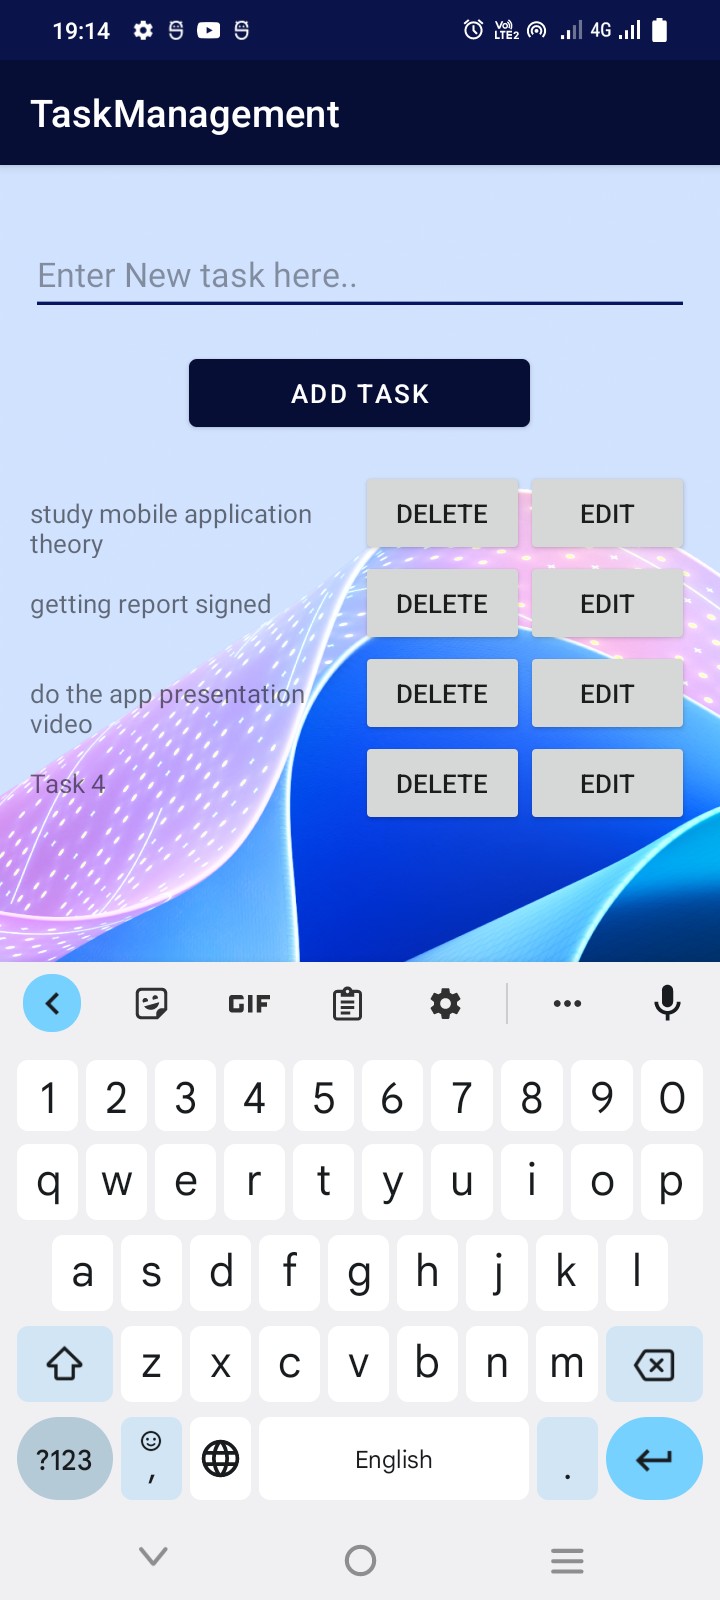 19:14 Vo) LTE2 4G
TaskManagement
Enter New task here..
ADD TASK
study mobile application
theory
DELETE EDIT
getting report signed DELETE EDIT
do the app presentation
video
DELETE EDIT
Task 4 DELETE EDIT
GIF
1 2 3 4 5 6 7 8 9 0
q w e r t y u i o p
a s d f g h j k l
z x c v b n m
?123 , English .